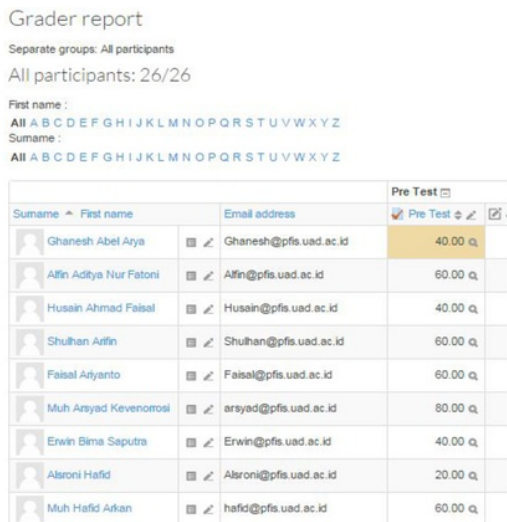 Grader report
Separate groups: All participants
All participants: 26/26
First name :
All A B C D E F G H I J K L M N O P Q R S T U V W X Y Z
Surname :
All A B C D E F G H I J K L M N O P Q R S T U V W X Y Z
Pre Test
Surname First name Email address Pre Test
Ghanesh Abel Arya Ghanesh@pfis.uad.ac.id 40.00
Alfin Aditya Nur Fatoni Alfin@pfis.uad.ac.id 60.00
Husain Ahmad Faisal Husain@pfis.uad.ac.id 40.00
Shulhan Arifin Shulhan@pfis.uad.ac.id 60.00
Faisal Ariyanto Faisal@pfis.uad.ac.id 60.00
Muh Arsyad Kevenorrosi arsyad@pfis.uad.ac.id 80.00
Erwin Bima Saputra Erwin@pfis.uad.ac.id 40.00
Alsroni Hafid Alsroni@pfis.uad.ac.id 20.00
Muh Hafid Arkan hafid@pfis.uad.ac.id 60.00